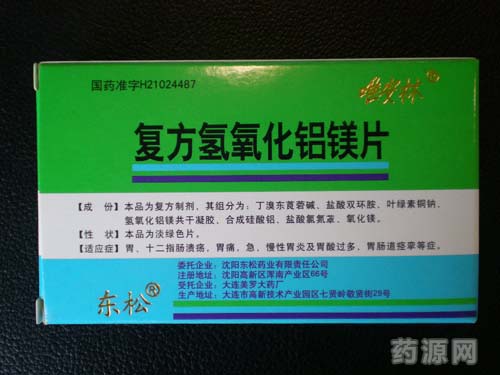 国药准字H21024487
®
复方氢氧化铝镁片
【成　份】本品为复方制剂、其组分为：丁溴东莨菪碱、盐酸双环胺、叶绿素铜钠、
氢氧化铝镁共干凝胶、合成硅酸铝、盐酸氯氮䓬、氧化镁。
【性　状】本品为淡绿色片。
【适应症】胃、十二指肠溃疡，胃痛，急、慢性胃炎及胃酸过多、胃肠道痉挛等症。
委托企业：沈阳东松药业有限责任公司
注册地址：沈阳高新区浑南产业区66号
受托企业：大连美罗大药厂
生产地址：大连市高新技术产业园区七贤岭敬贤街29号
东松®
药源网